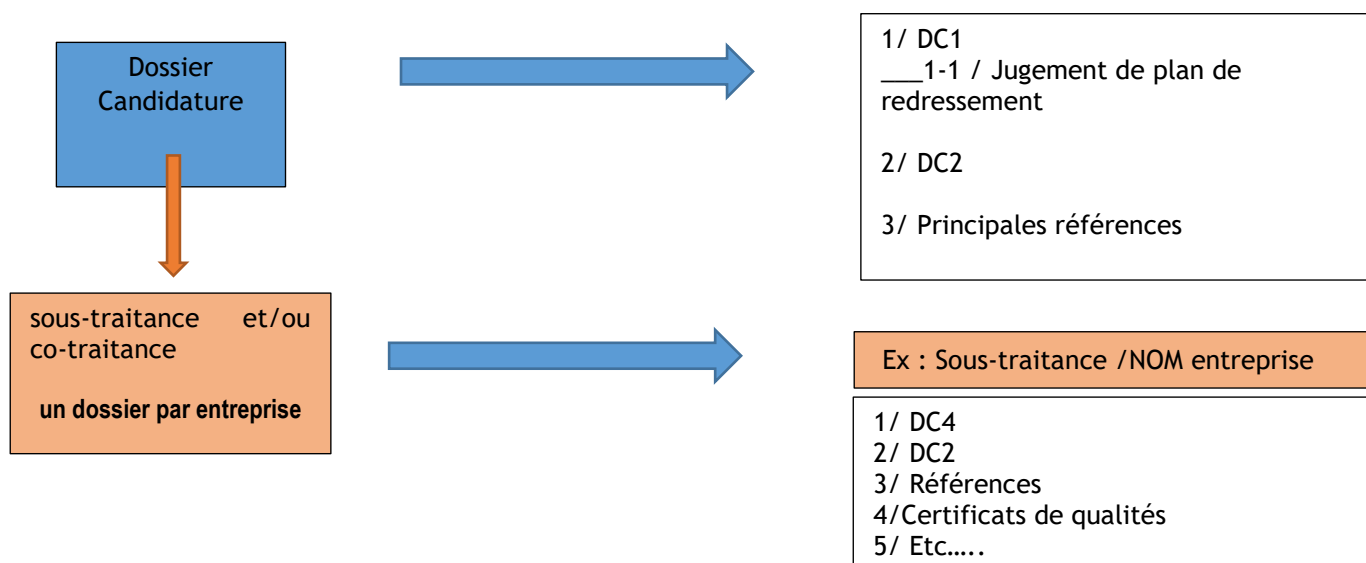 Dossier
Candidature
1/ DC1
___1-1 / Jugement de plan de
redressement
2/ DC2
3/ Principales références
sous-traitance et/ou
co-traitance
un dossier par entreprise
Ex : Sous-traitance /NOM entreprise
1/ DC4
2/ DC2
3/ Références
4/Certificats de qualités
5/ Etc…..